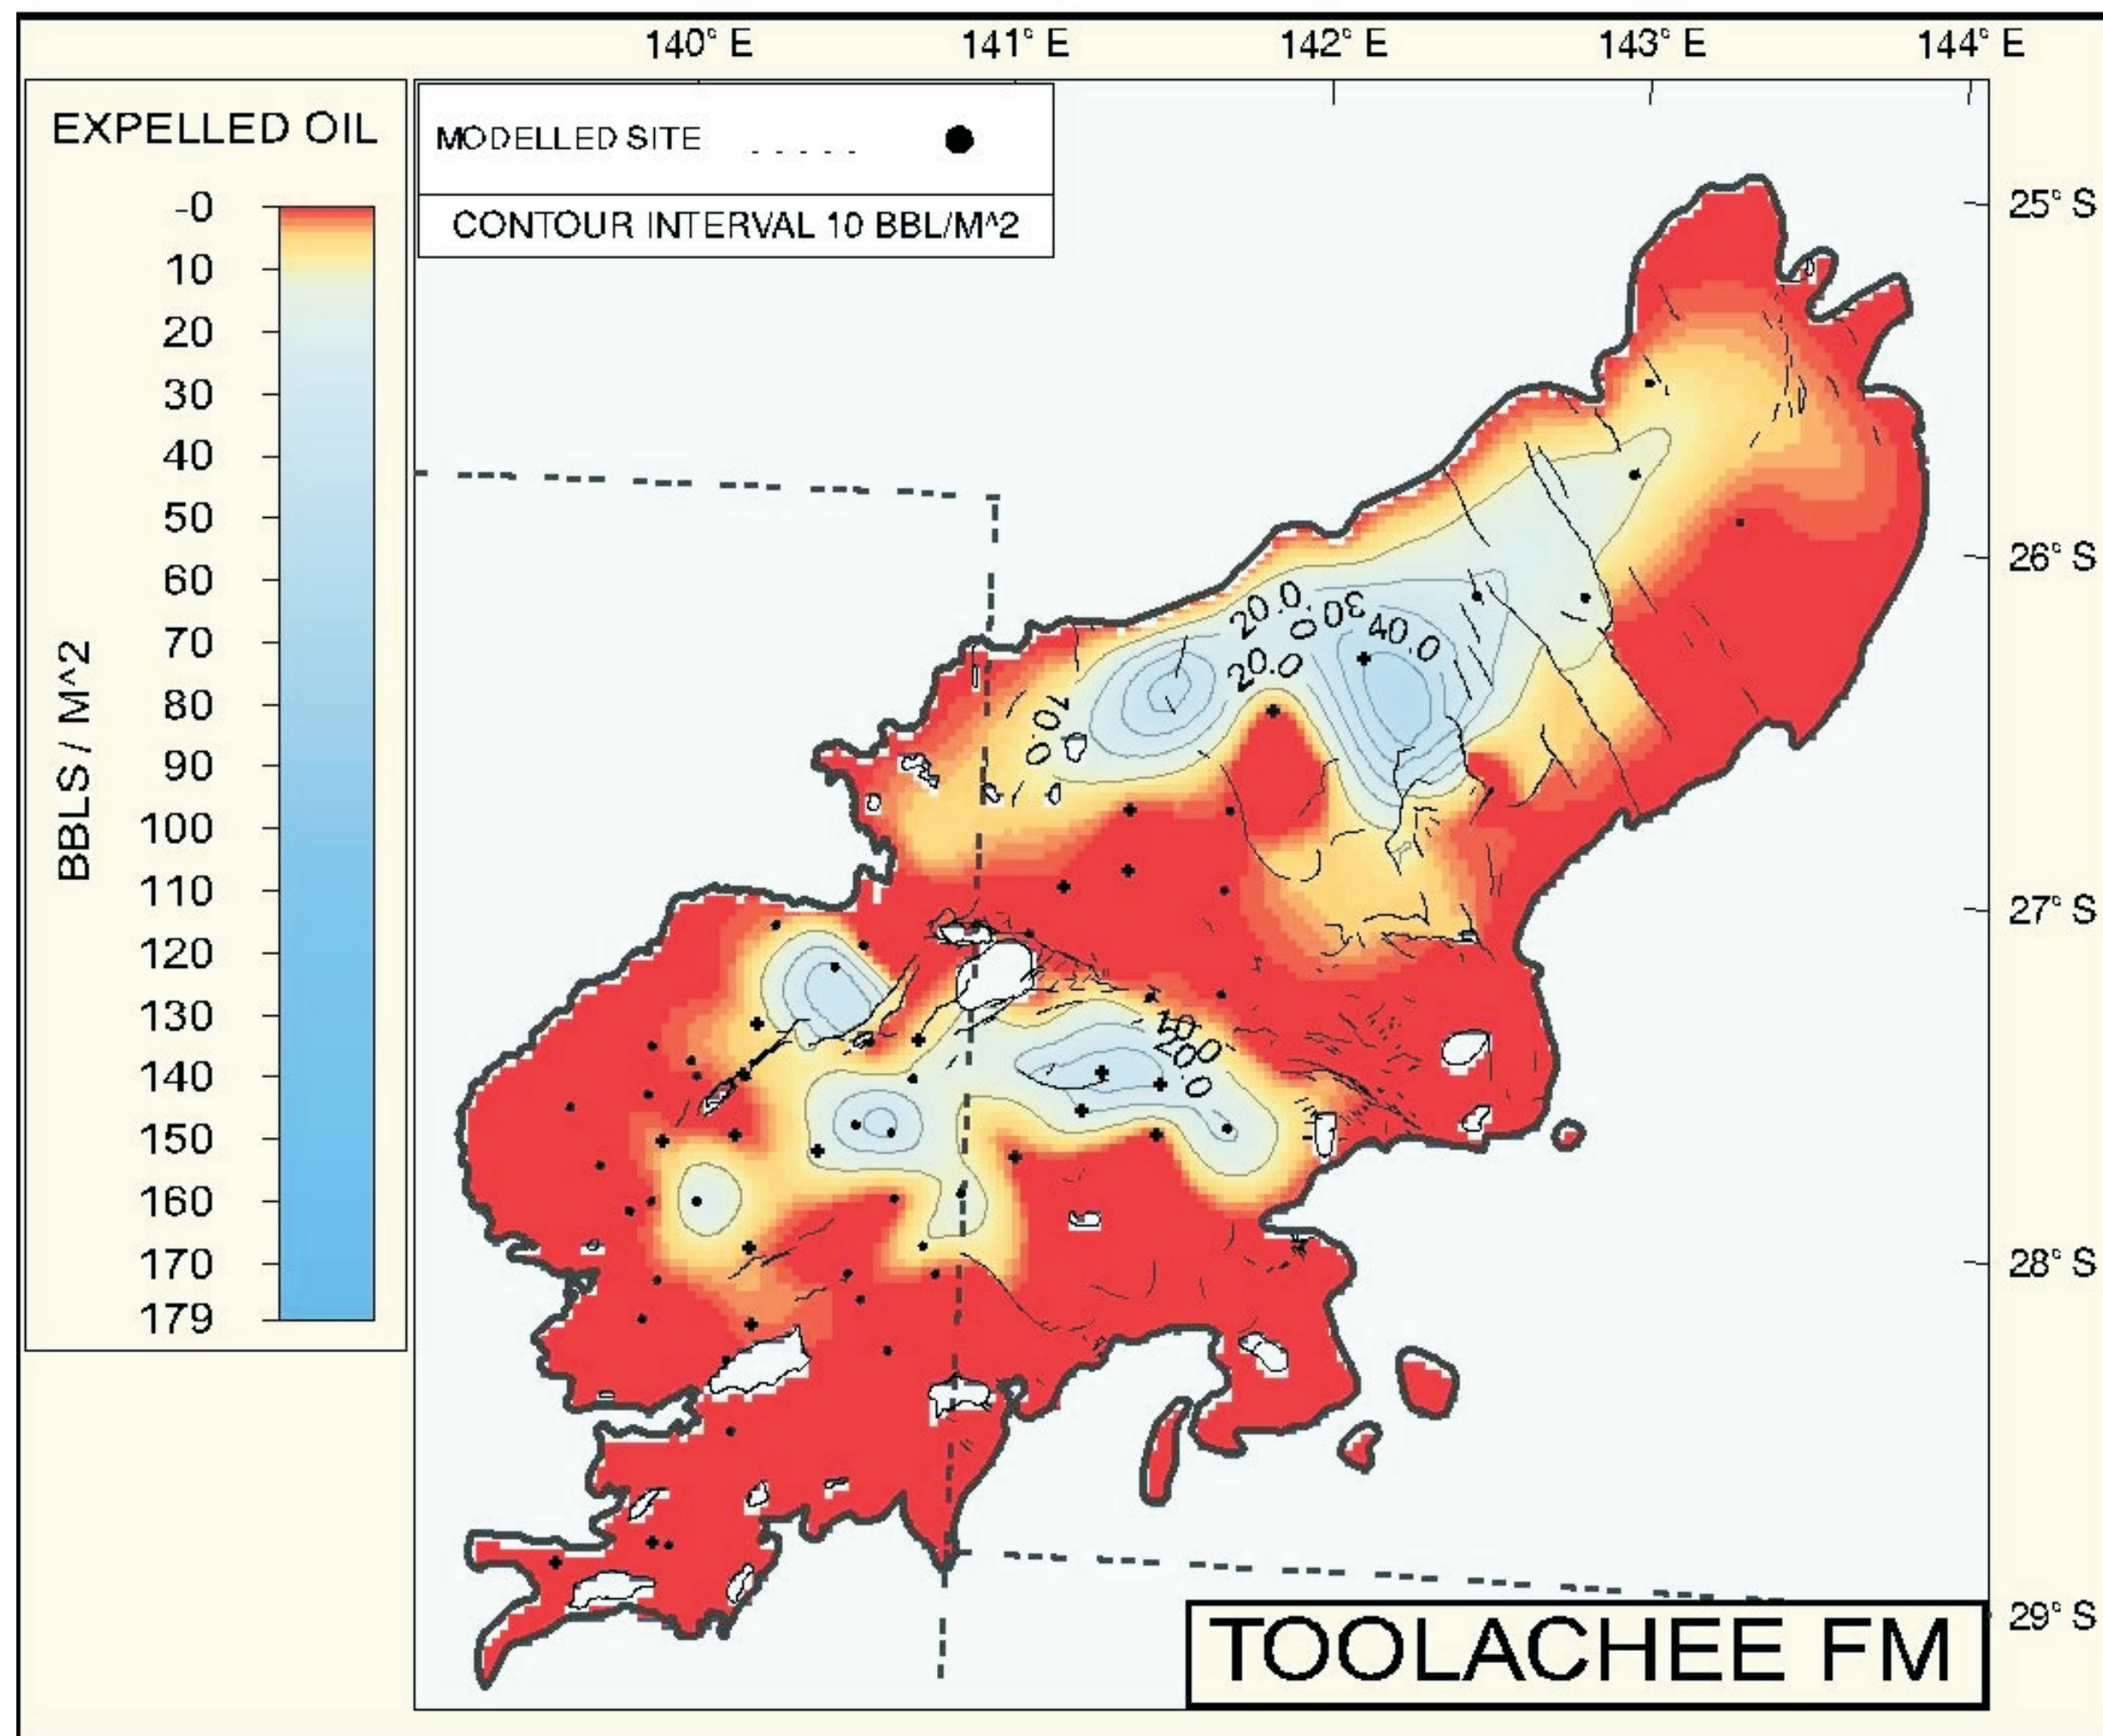 140° E 141° E 142° E 143° E 144° E
EXPELLED OIL
-0
10
20
30
40
50
60
70
80
90
100
110
120
130
140
150
160
170
179
BBLS / M^2
MODELLED SITE
CONTOUR INTERVAL 10 BBL/M^2
25° S
26° S
27° S
28° S
29° S
20.0
30.0
40.0
20.0
10.0
10.0
20.0
TOOLACHEE FM